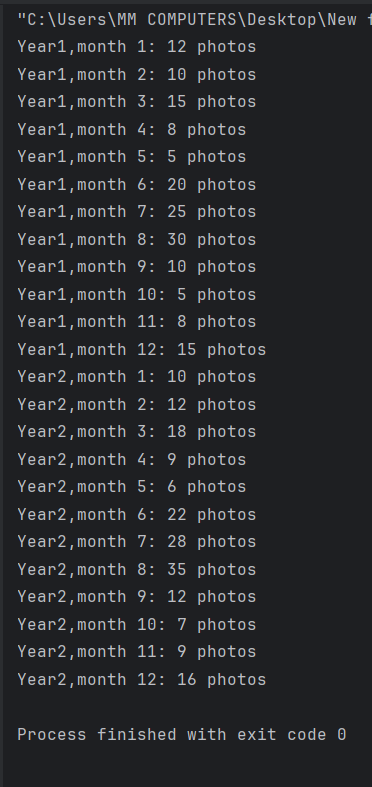 "C:\Users\MM COMPUTERS\Desktop\New
Year1,month 1: 12 photos
Year1,month 2: 10 photos
Year1,month 3: 15 photos
Year1,month 4: 8 photos
Year1,month 5: 5 photos
Year1,month 6: 20 photos
Year1,month 7: 25 photos
Year1,month 8: 30 photos
Year1,month 9: 10 photos
Year1,month 10: 5 photos
Year1,month 11: 8 photos
Year1,month 12: 15 photos
Year2,month 1: 10 photos
Year2,month 2: 12 photos
Year2,month 3: 18 photos
Year2,month 4: 9 photos
Year2,month 5: 6 photos
Year2,month 6: 22 photos
Year2,month 7: 28 photos
Year2,month 8: 35 photos
Year2,month 9: 12 photos
Year2,month 10: 7 photos
Year2,month 11: 9 photos
Year2,month 12: 16 photos
Process finished with exit code 0